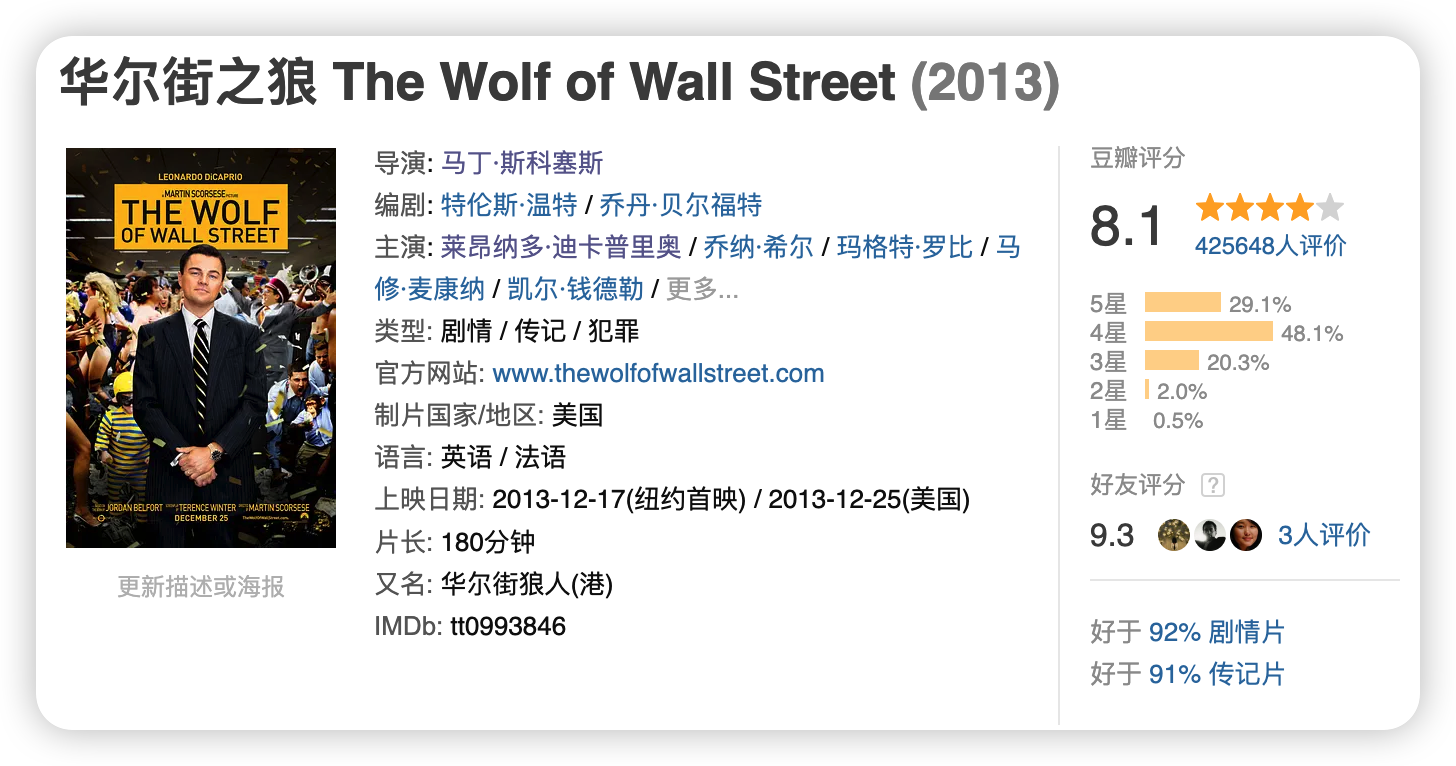 华尔街之狼 The Wolf of Wall Street (2013)
LEONARDO DiCAPRIO
A MARTIN SCORSESE PICTURE
THE WOLF
OF WALL STREET
JORDAN BELFORT
TERENCE WINTER
MARTIN SCORSESE
DECEMBER 25
TheWolfOfWallStreet.com
更新描述或海报
导演: 马丁·斯科塞斯
编剧: 特伦斯·温特 / 乔丹·贝尔福特
主演: 莱昂纳多·迪卡普里奥 / 乔纳·希尔 / 玛格特·罗比 / 马
修·麦康纳 / 凯尔·钱德勒 / 更多...
类型: 剧情 / 传记 / 犯罪
官方网站: www.thewolfofwallstreet.com
制片国家/地区: 美国
语言: 英语 / 法语
上映日期: 2013-12-17(纽约首映) / 2013-12-25(美国)
片长: 180分钟
又名: 华尔街狼人(港)
IMDb: tt0993846
豆瓣评分
8.1
425648人评价
5星 29.1%
4星 48.1%
3星 20.3%
2星 2.0%
1星 0.5%
好友评分 ?
9.3 3人评价
好于 92% 剧情片
好于 91% 传记片